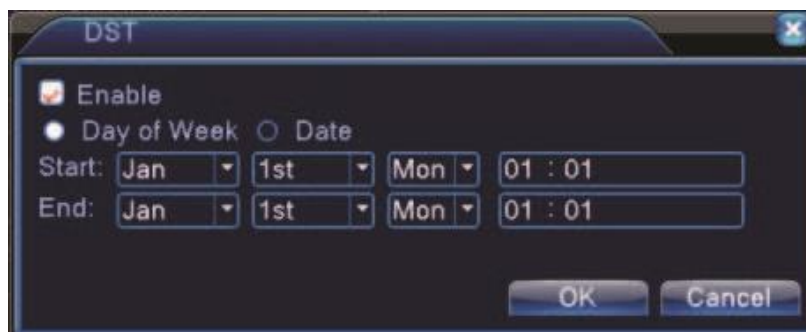 DST
Enable
Day of Week Date
Start: Jan 1st Mon 01 : 01
End: Jan 1st Mon 01 : 01
OK Cancel